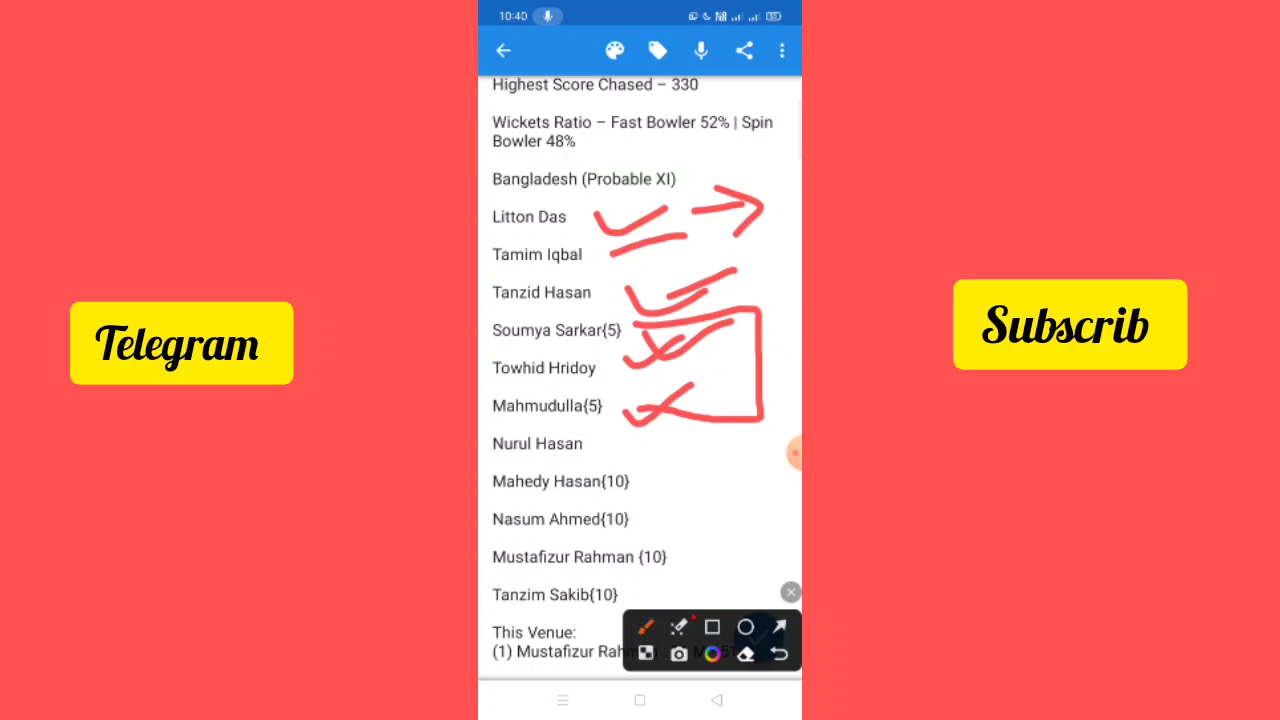 10:40
Highest Score Chased – 330
Wickets Ratio – Fast Bowler 52% | Spin
Bowler 48%
Bangladesh (Probable XI)
Litton Das
Tamim Iqbal
Tanzid Hasan
Soumya Sarkar{5}
Towhid Hridoy
Mahmudulla{5}
Nurul Hasan
Mahedy Hasan{10}
Nasum Ahmed{10}
Mustafizur Rahman {10}
Tanzim Sakib{10}
This Venue:
(1) Mustafizur
Telegram
Subscrib